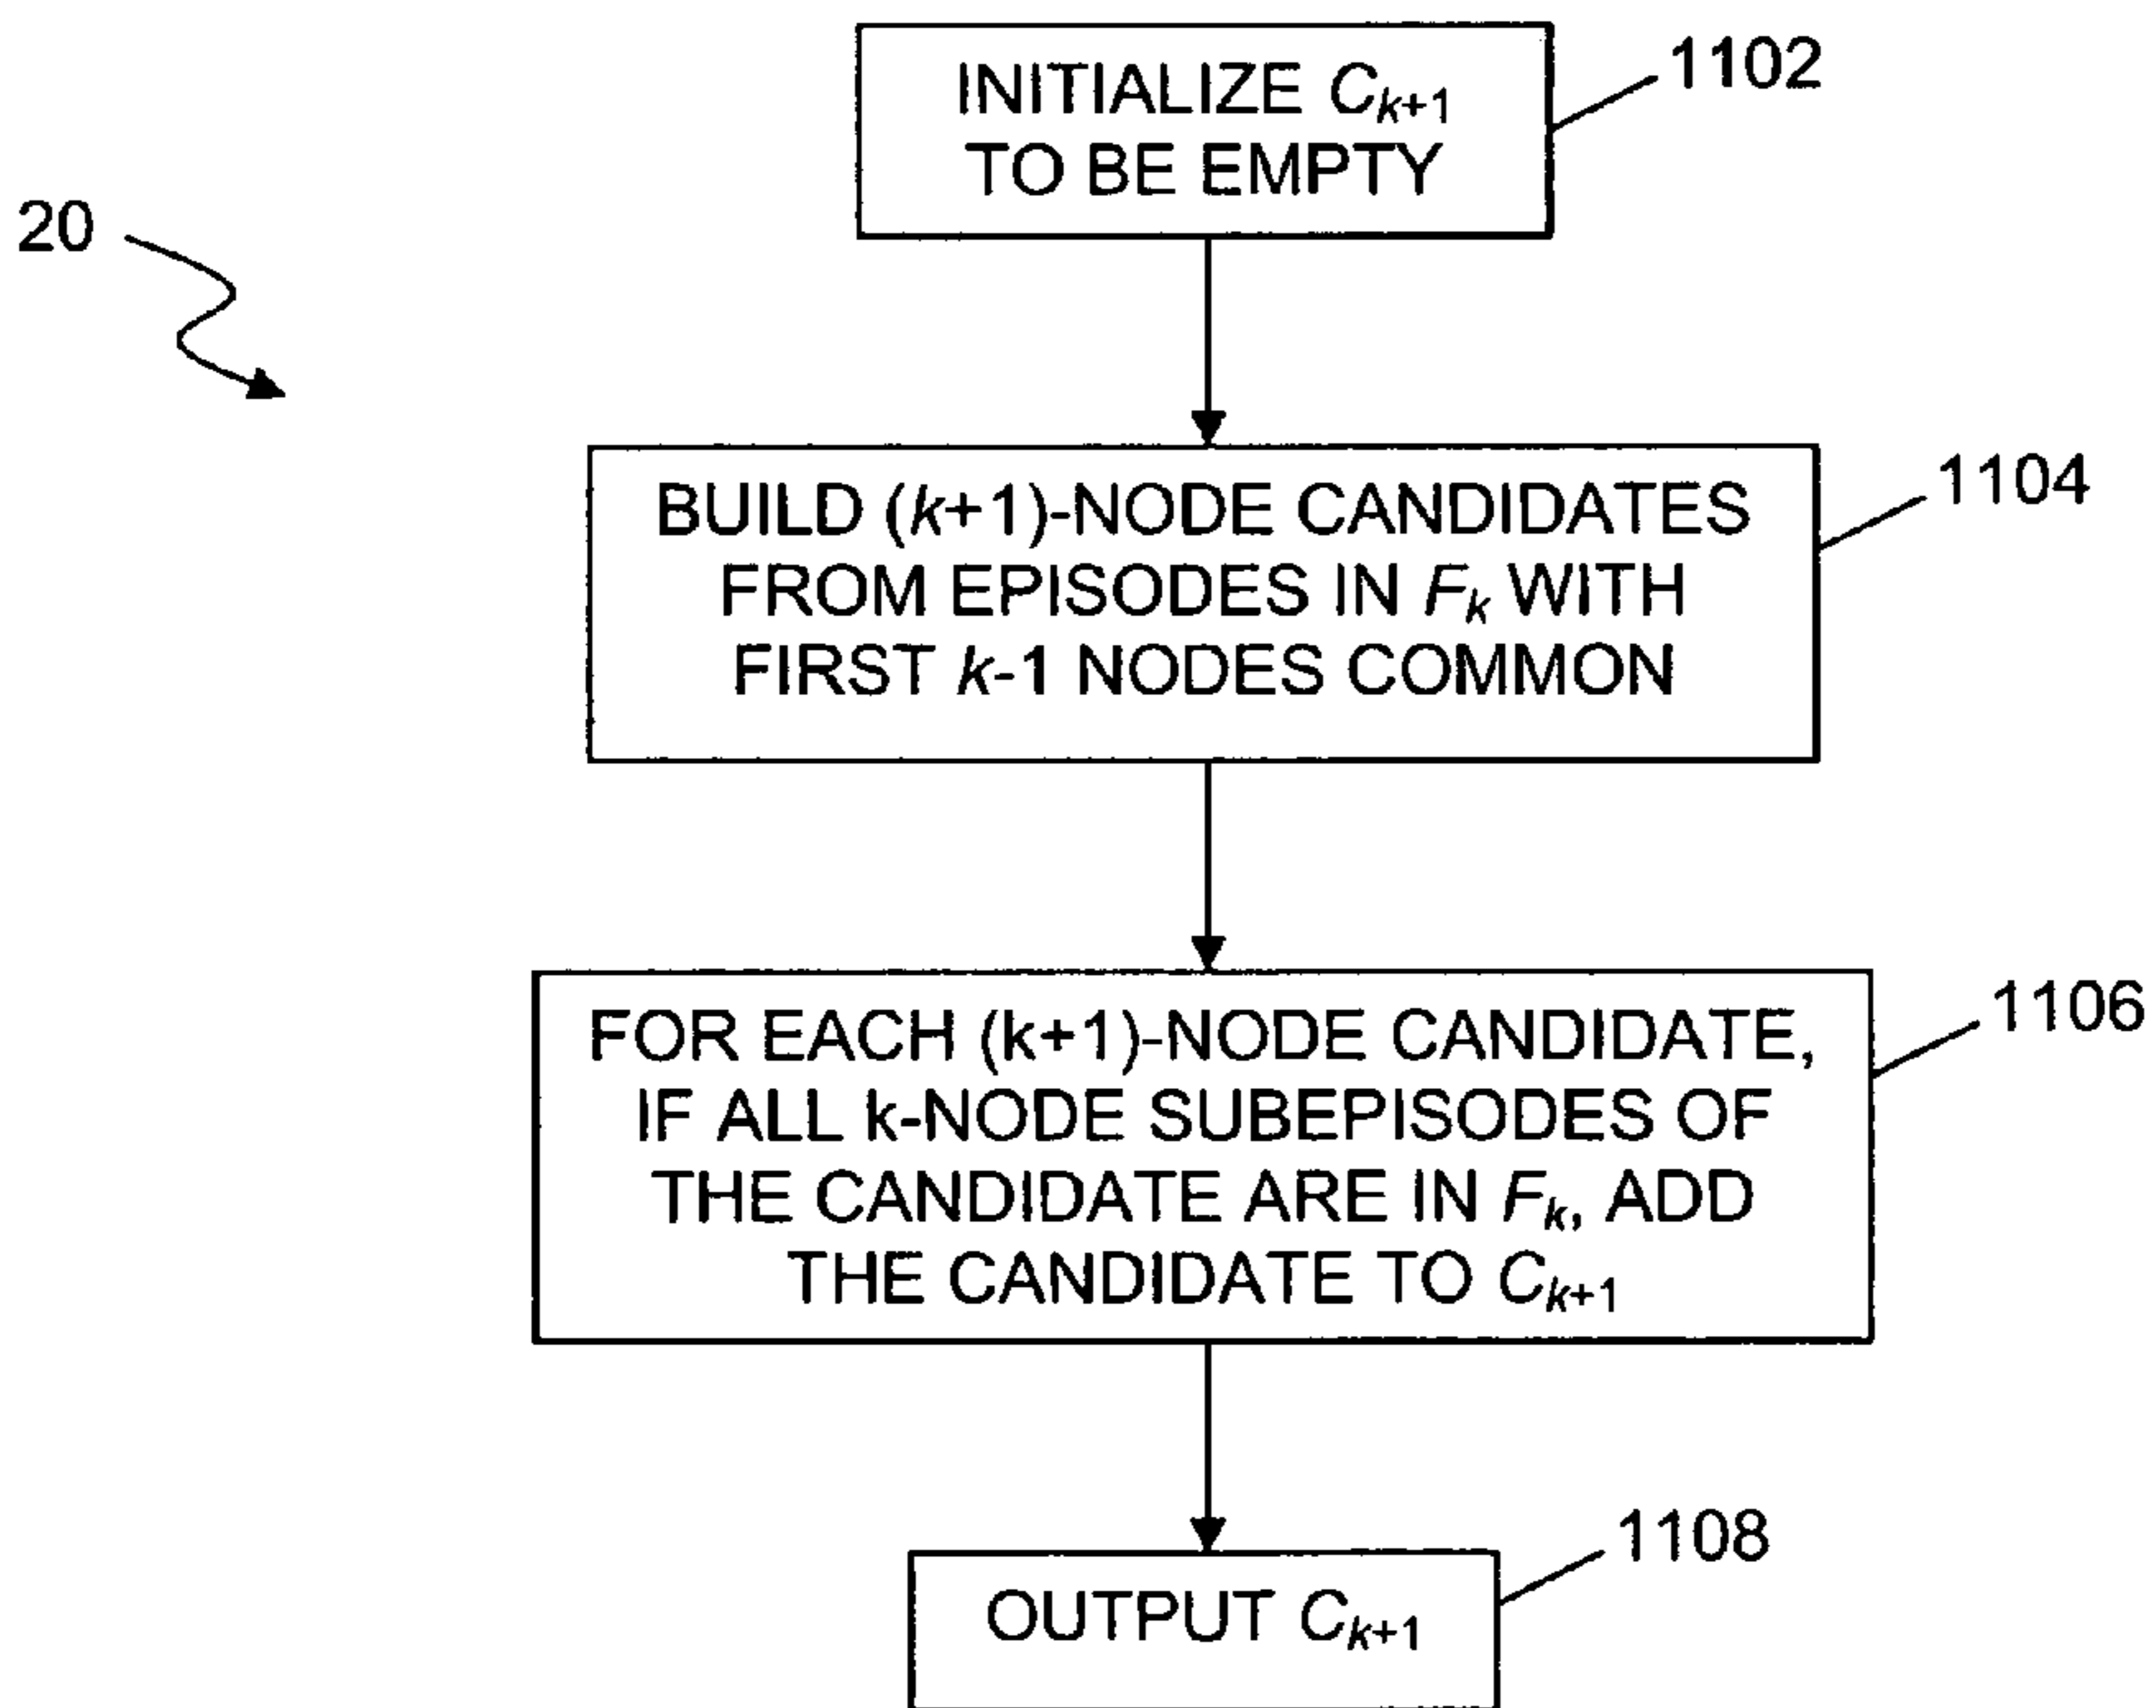 INITIALIZE Ck+1
TO BE EMPTY
1102
20
BUILD (k+1)-NODE CANDIDATES
FROM EPISODES IN Fk WITH
FIRST k-1 NODES COMMON
1104
FOR EACH (k+1)-NODE CANDIDATE,
IF ALL k-NODE SUBEPISODES OF
THE CANDIDATE ARE IN Fk, ADD
THE CANDIDATE TO Ck+1
1106
OUTPUT Ck+1
1108